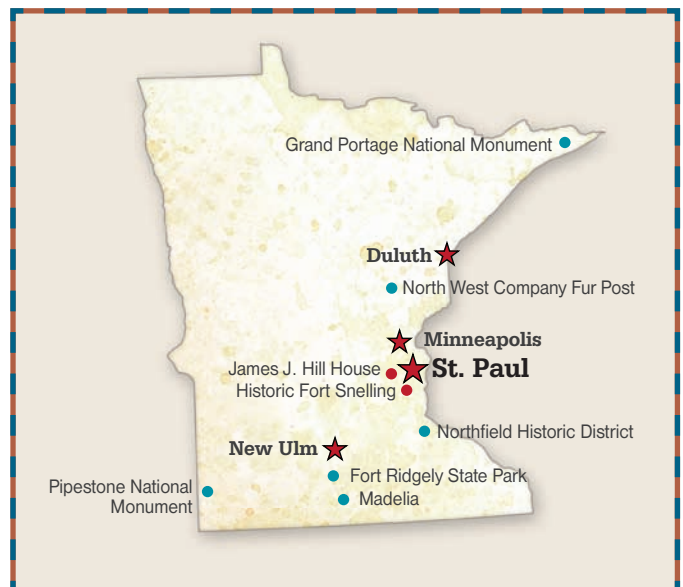 Grand Portage National Monument
Duluth
North West Company Fur Post
Minneapolis
James J. Hill House
St. Paul
Historic Fort Snelling
Northfield Historic District
New Ulm
Fort Ridgely State Park
Pipestone National
Monument
Madelia